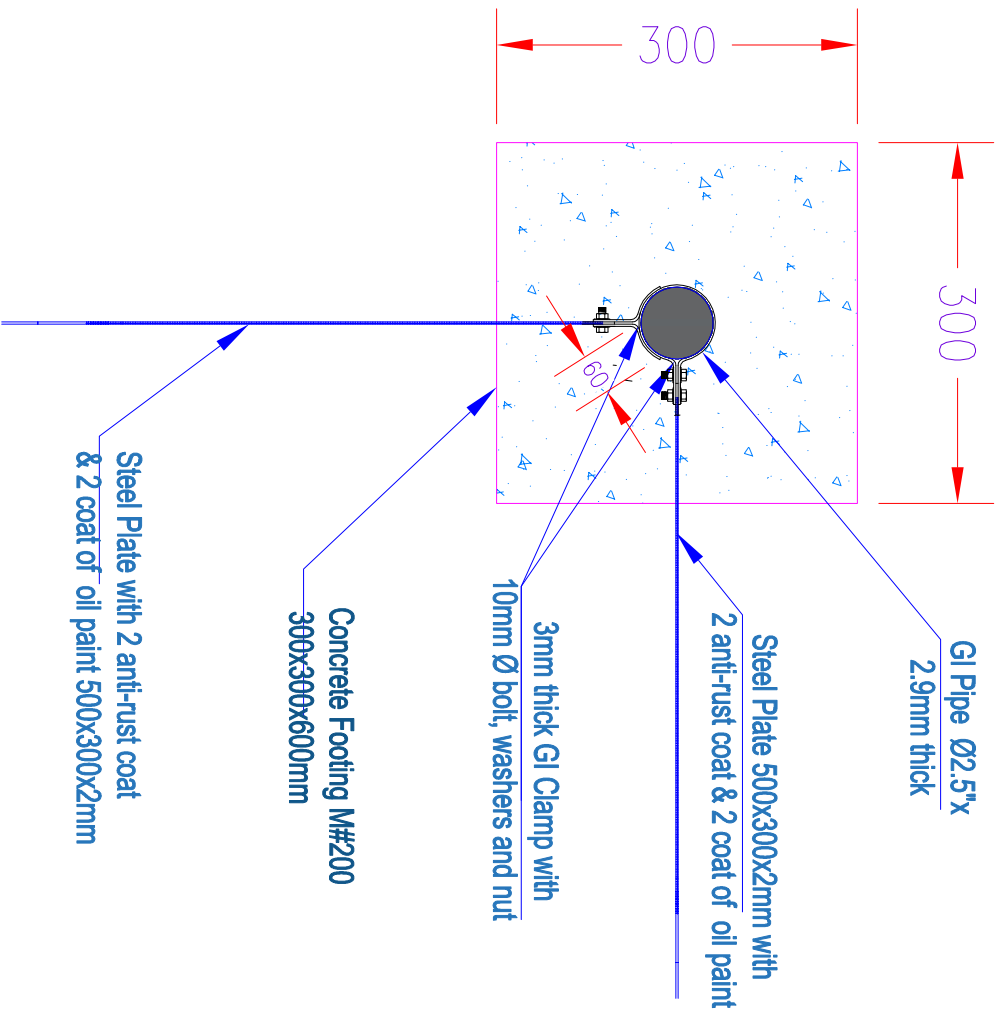 300
300
60
GI Pipe Ø2.5"x
2.9mm thick
Steel Plate 500x300x2mm with
2 anti-rust coat & 2 coat of oil paint
3mm thick GI Clamp with
10mm Ø bolt, washers and nut
Concrete Footing M#200
300x300x600mm
Steel Plate with 2 anti-rust coat
& 2 coat of oil paint 500x300x2mm